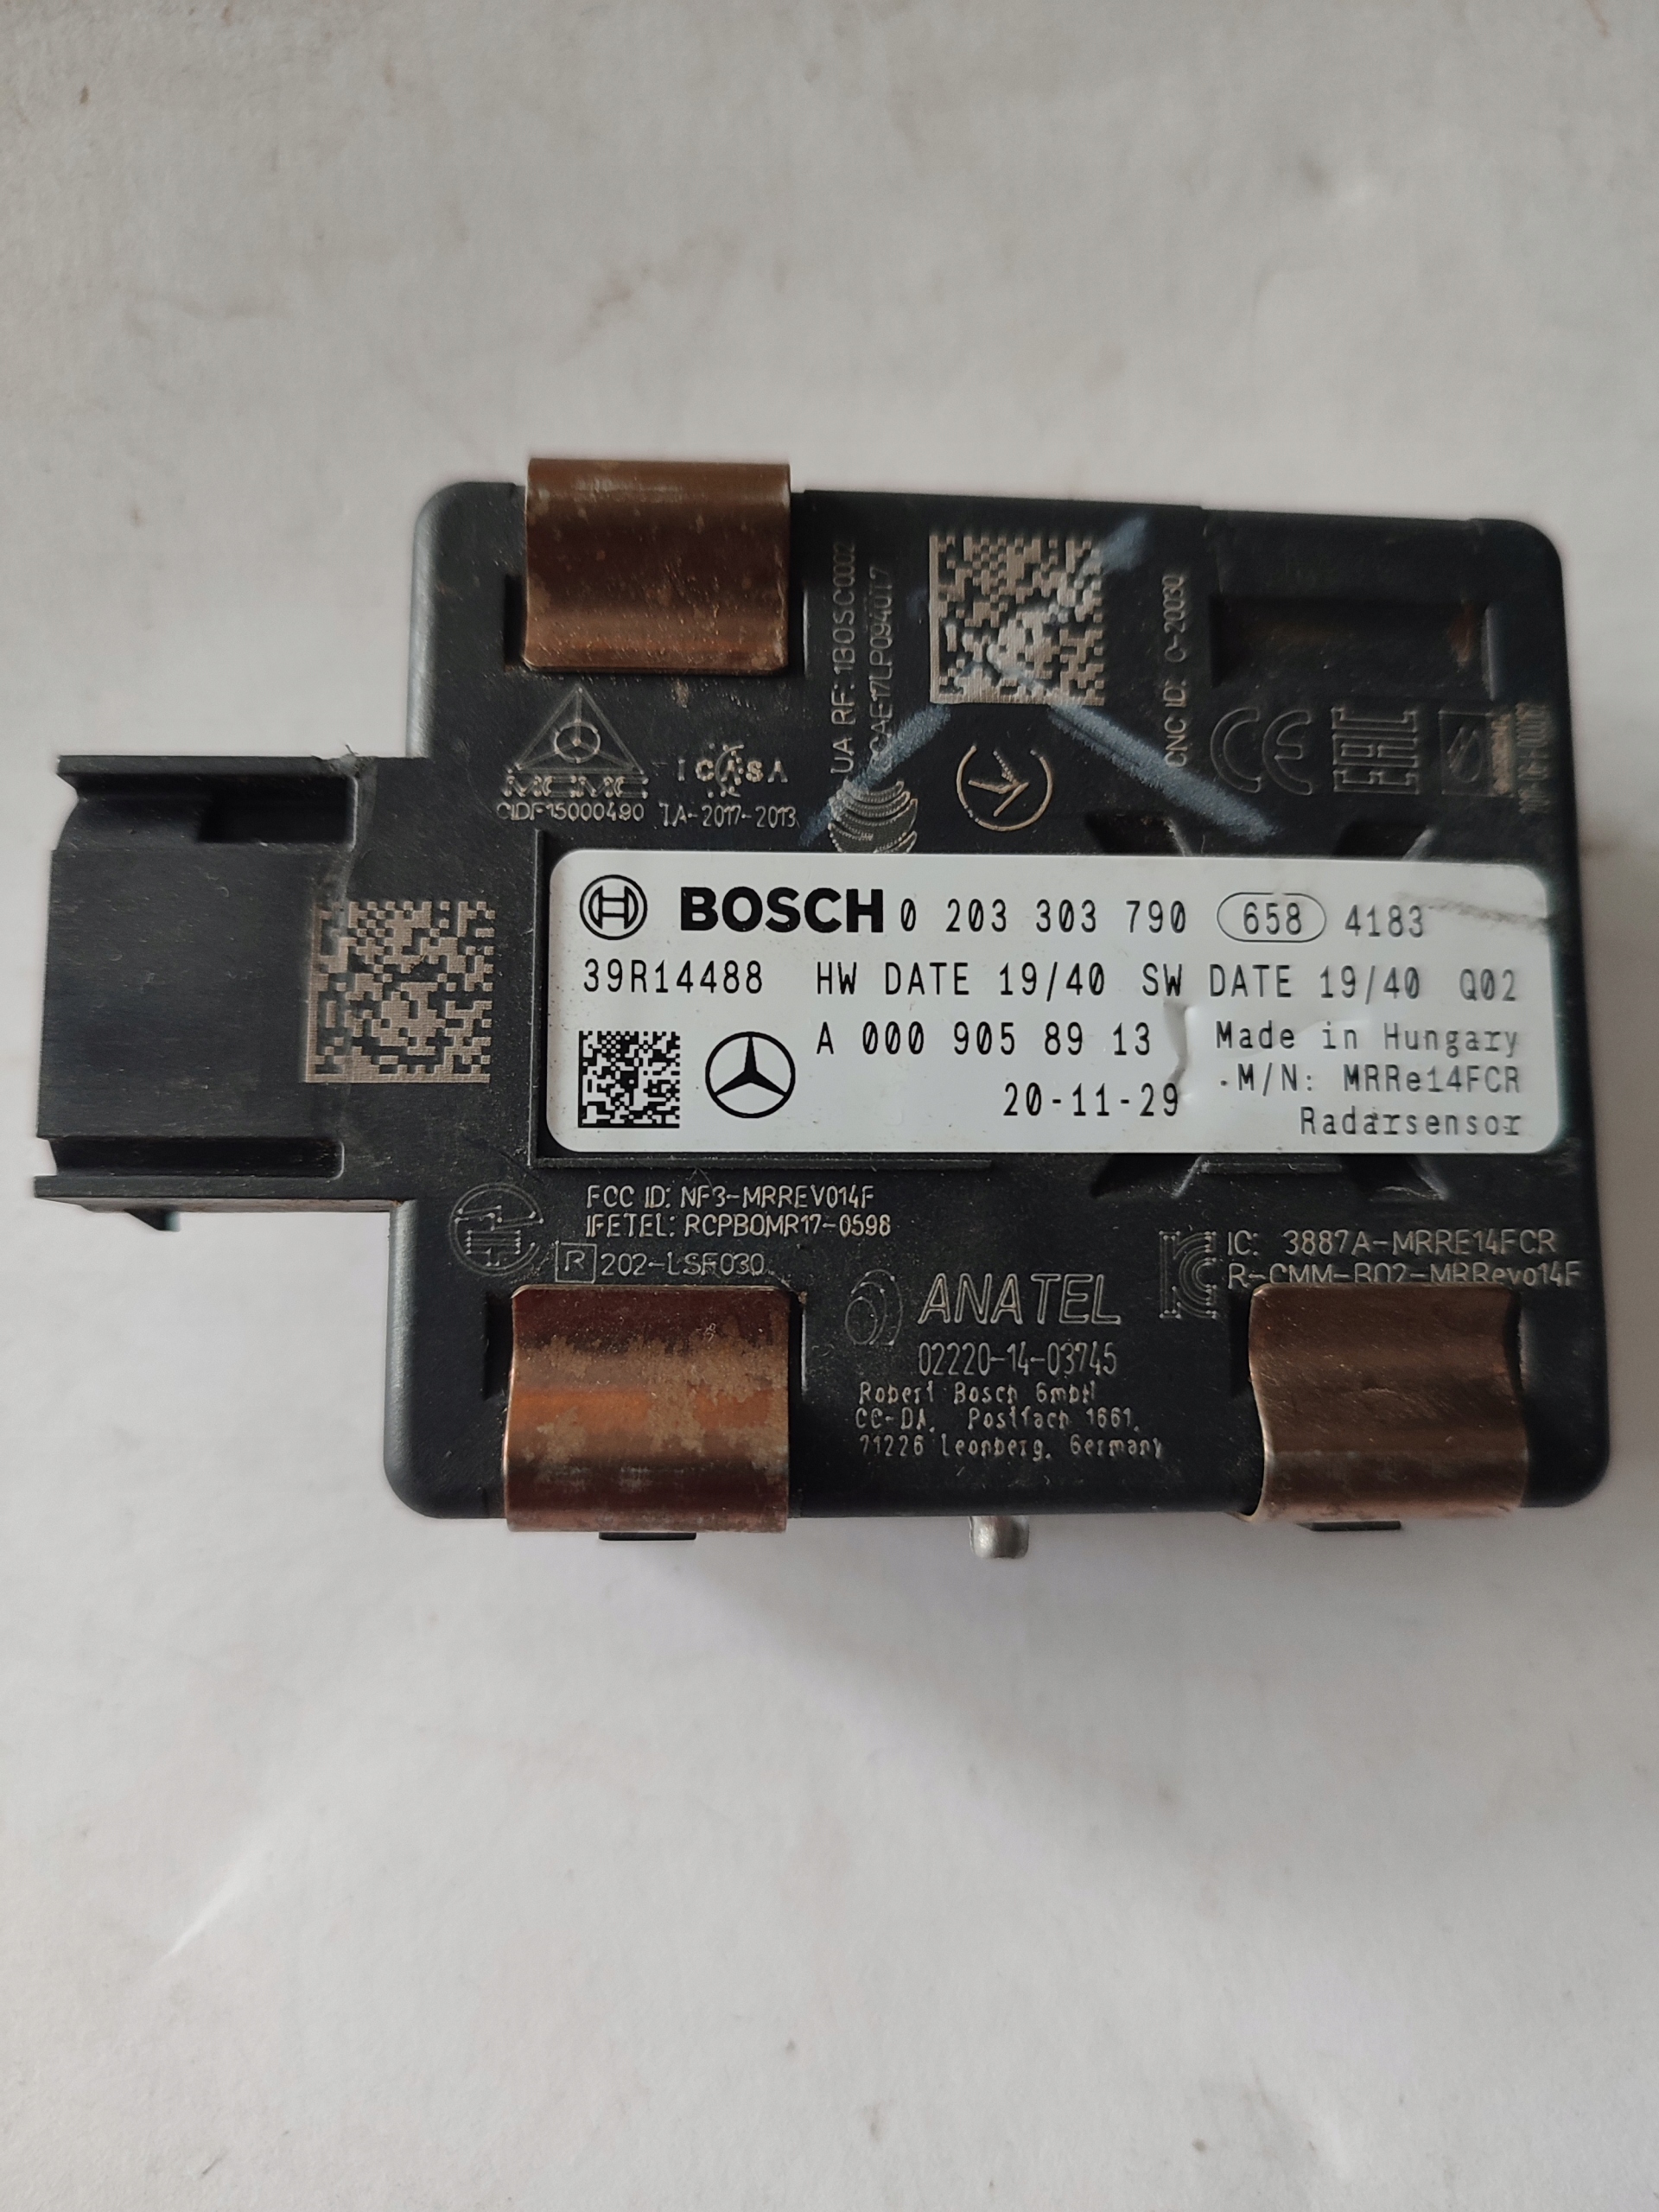 UA RF: 1BOSC0002
CNC ID: C-20030
CIDF15000490
ICASA
TA-2017-2013
CE
EAC
BOSCH 0 203 303 790 658 4183
39R14488 HW DATE 19/40 SW DATE 19/40 Q02
A 000 905 89 13 Made in Hungary
M/N: MRRe14FCR
20-11-29
Radarsensor
FCC ID: NF3-MRREVO14F
IFETEL: RCPBOMR17-0598
R 202-LSF030
IC: 3887A-MRRE14FCR
R-CMM-BO2-MRRevo14F
ANATEL
02220-14-03745
Robert Bosch GmbH
CC-DA, Postfach 1661,
71226 Leonberg, Germany